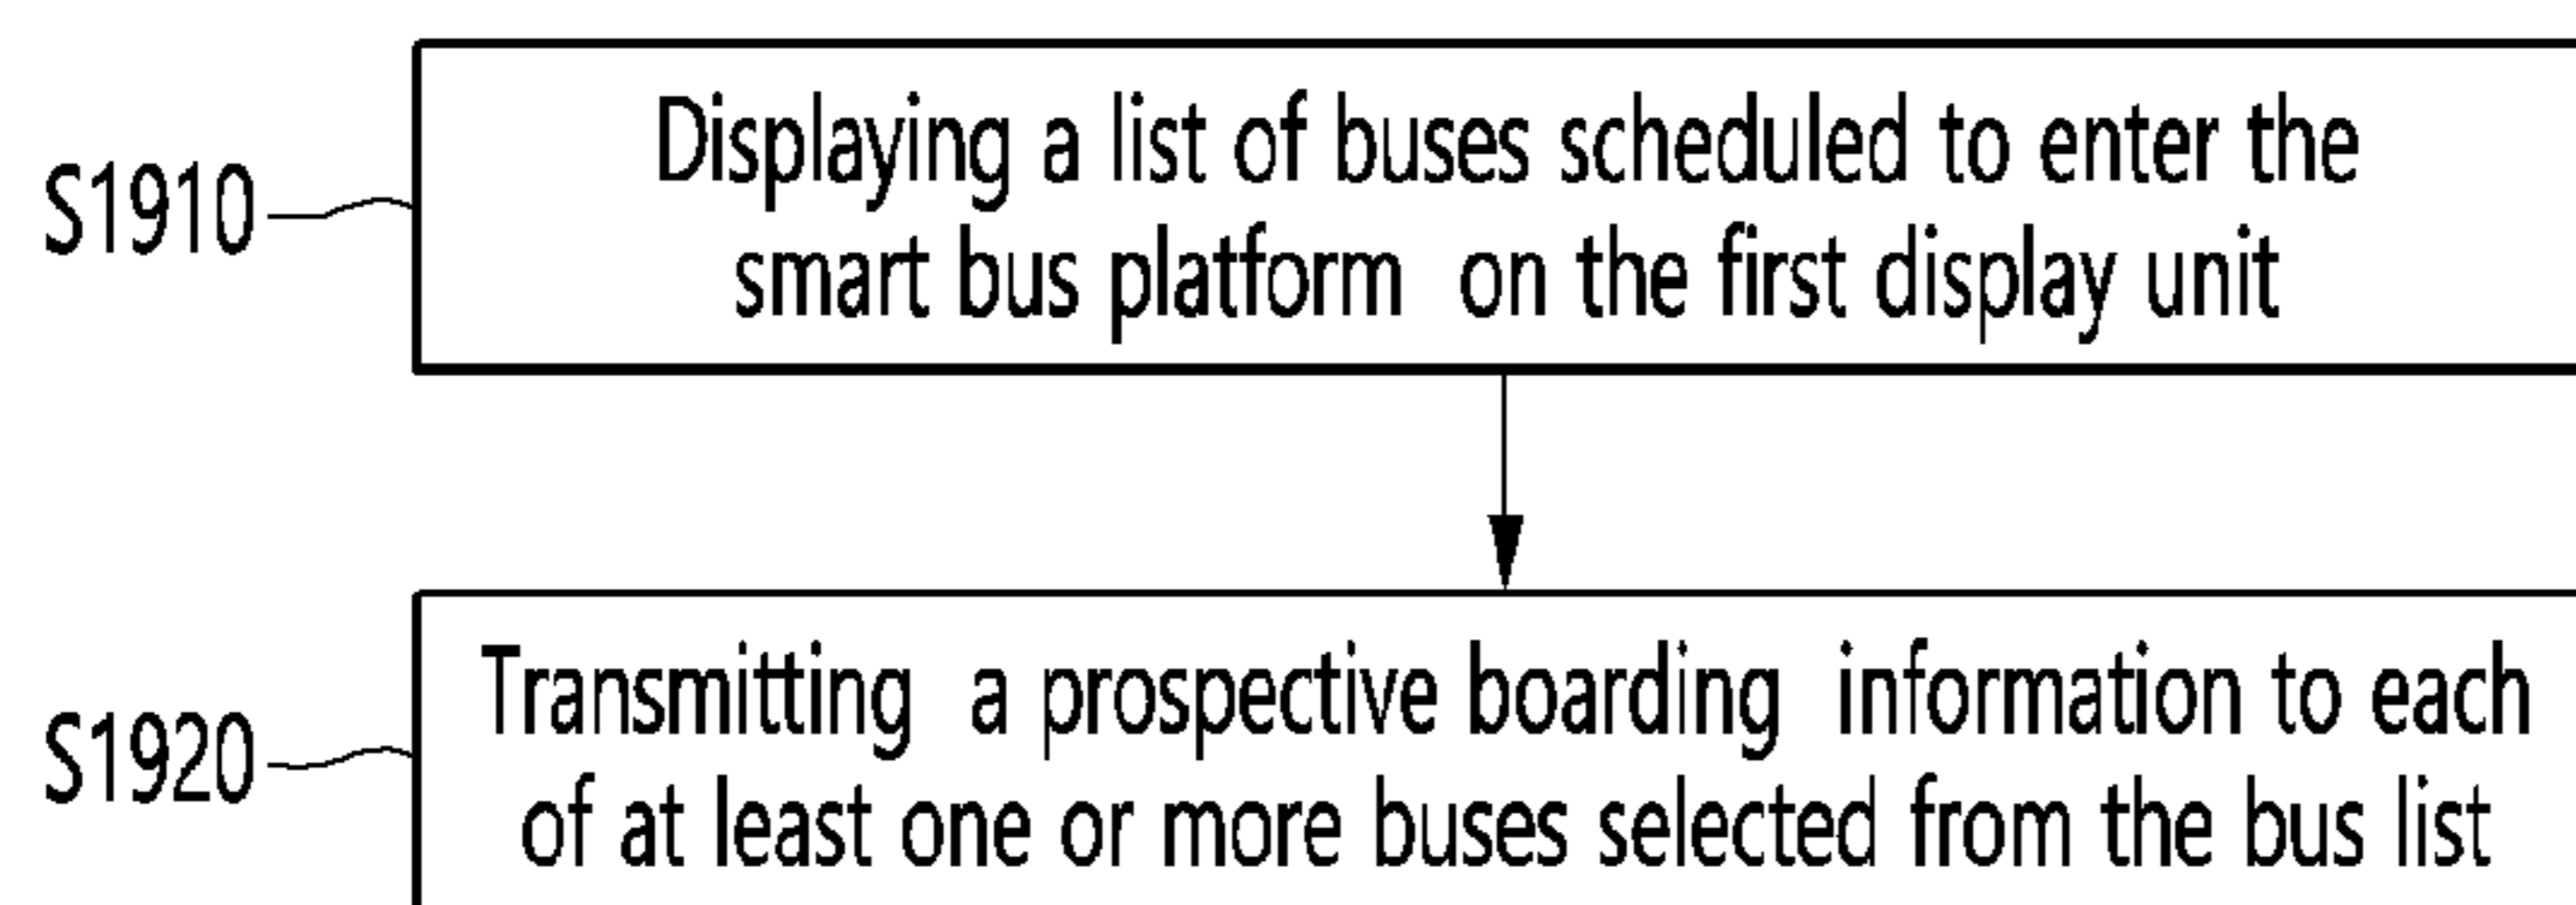 S1910
Displaying a list of buses scheduled to enter the
smart bus platform on the first display unit
S1920
Transmitting a prospective boarding information to each
of at least one or more buses selected from the bus list